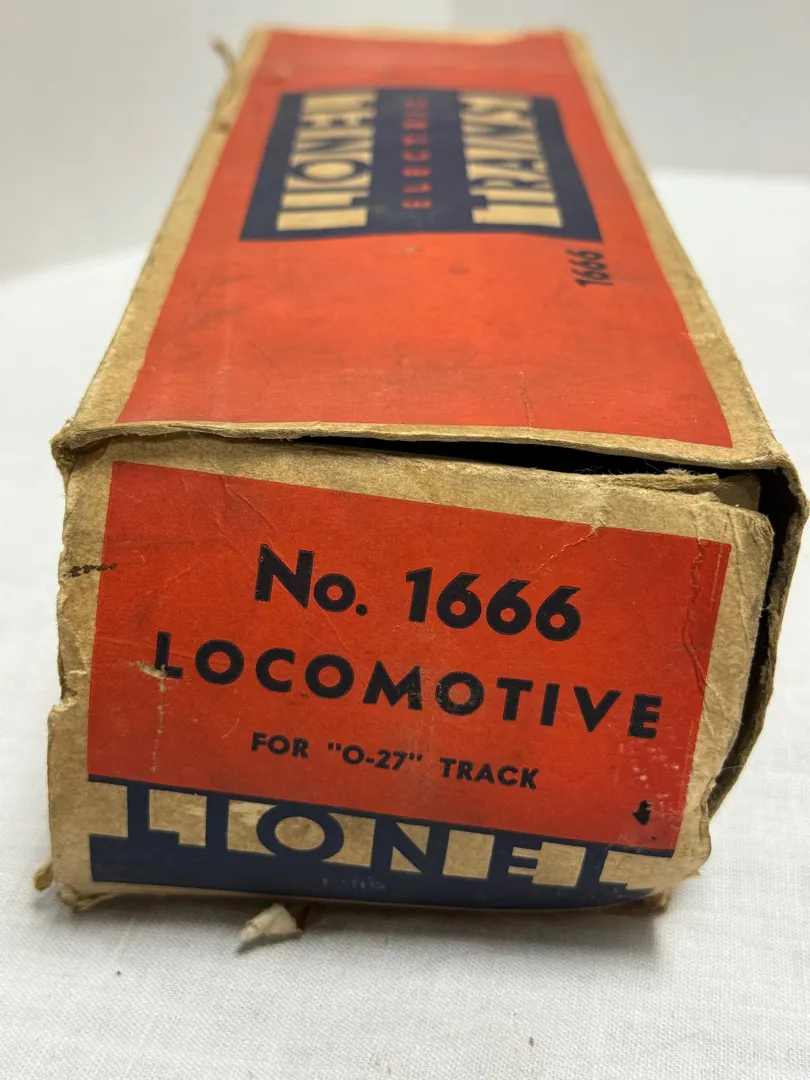 LIONEL
ELECTRIC
TRAINS
1666
No. 1666
LOCOMOTIVE
FOR "O-27" TRACK
LIONEL